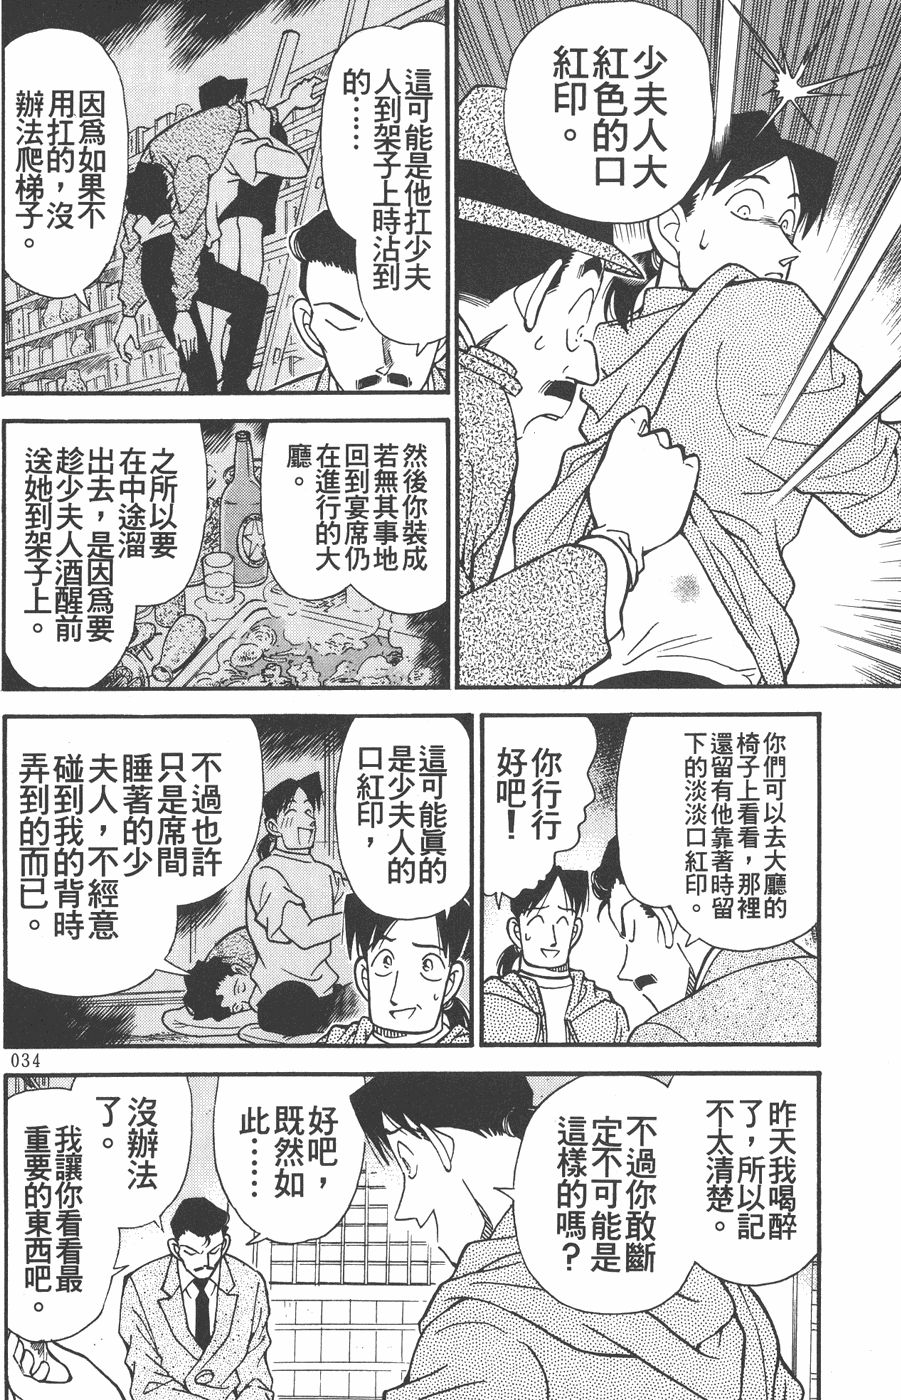 少夫人大
紅色的口
紅印。
這可能是他扛少夫
人到架子上時沾到
的……
因為如果不
用扛的，沒
辦法爬梯子。
然後你裝成
若無其事地
回到宴席仍
在進行的大
廳。
之所以要
在中途溜
出去，是因為要
趁少夫人酒醒前
送她到架子上。
你們可以去大廳的
椅子上看看，那裡
還留有他靠著時留
下的淡淡口紅印。
你行行
好吧！
這可能真的
是少夫人的
口紅印，
不過也許
只是席間
睡著的少
夫人，不經意
碰到我的背時
弄到的而已。
034
昨天我喝醉
了，所以記
不太清楚。
不過你敢斷
定不可能是
這樣的嗎？
好吧，
既然如
此……
沒辦法
了。
我讓你看看最
重要的東西吧。